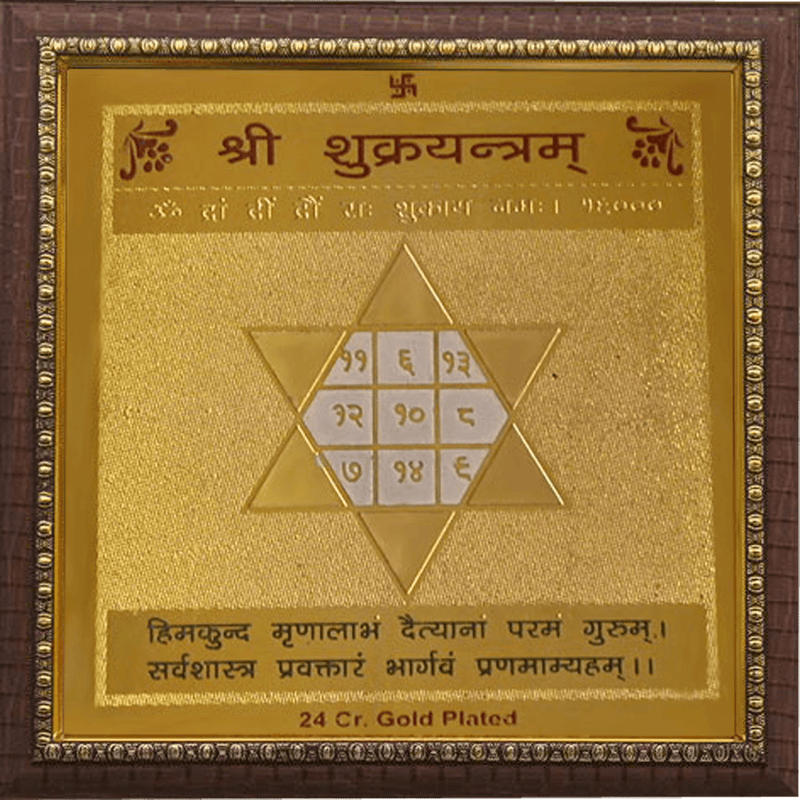 श्री शुक्रयन्त्रम्
ॐ द्रां द्रीं द्रौं सः शुक्राय नमः। १६०००
११ ६ १३
१२ १० ८
७ १४ ९
हिमकुन्द मृणालाभं दैत्यानां परमं गुरुम्।
सर्वशास्त्र प्रवक्तारं भार्गवं प्रणमाम्यहम्।।
24 Cr. Gold Plated